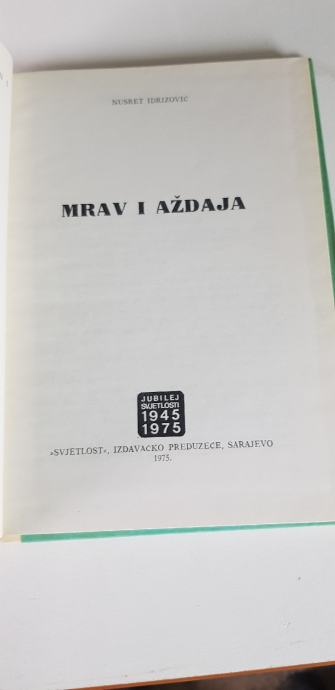 NUSRET IDRIZOVIĆ
MRAV I AŽDAJA
JUBILEJ
SVJETLOSTI
1945
1975
»SVJETLOST«, IZDAVAČKO PREDUZEĆE, SARAJEVO
1975.